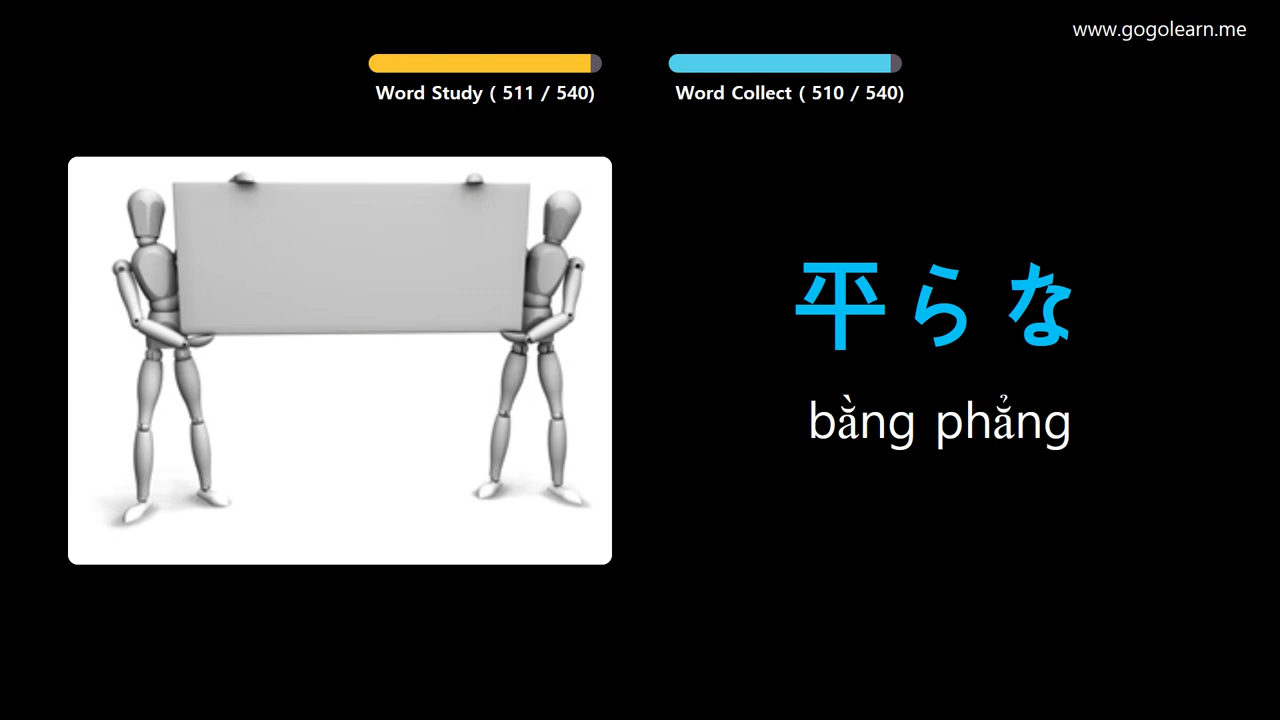 www.gogolearn.me
Word Study ( 511 / 540)
Word Collect ( 510 / 540)
平らな
bằng phẳng